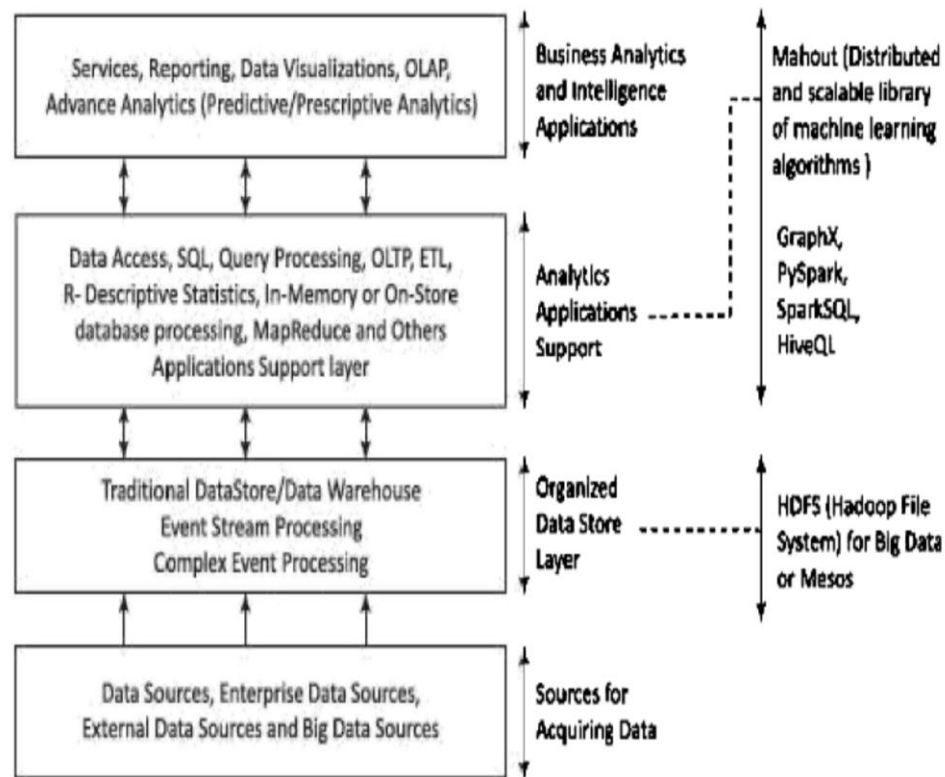 Services, Reporting, Data Visualizations, OLAP,
Advance Analytics (Predictive/Prescriptive Analytics)
Business Analytics
and Intelligence
Applications
Mahout (Distributed
and scalable library
of machine learning
algorithms )
GraphX,
PySpark,
SparkSQL,
HiveQL
Data Access, SQL, Query Processing, OLTP, ETL,
R- Descriptive Statistics, In-Memory or On-Store
database processing, MapReduce and Others
Applications Support layer
Analytics
Applications
Support
Traditional DataStore/Data Warehouse
Event Stream Processing
Complex Event Processing
Organized
Data Store
Layer
HDFS (Hadoop File
System) for Big Data
or Mesos
Data Sources, Enterprise Data Sources,
External Data Sources and Big Data Sources
Sources for
Acquiring Data